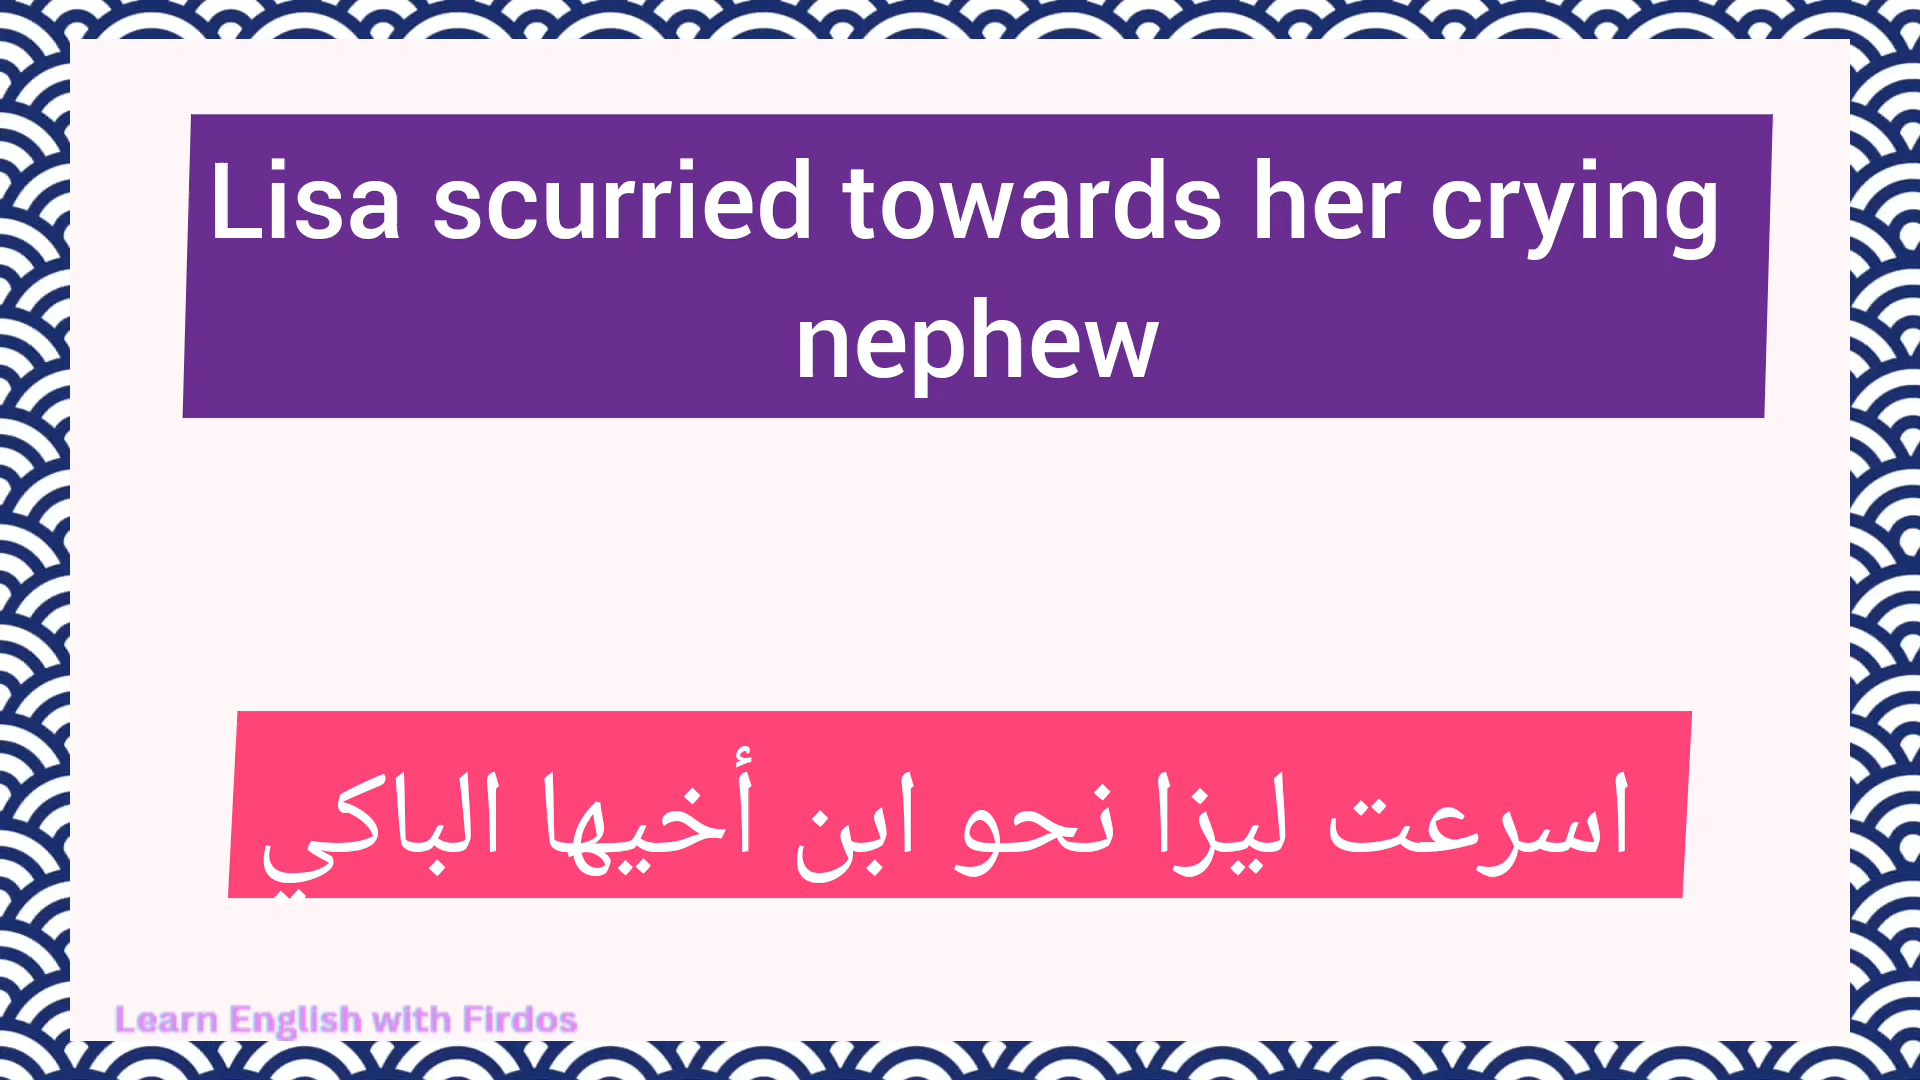 Lisa scurried towards her crying
nephew
اسرعت ليزا نحو ابن أخيها الباكي
Learn English with Firdos